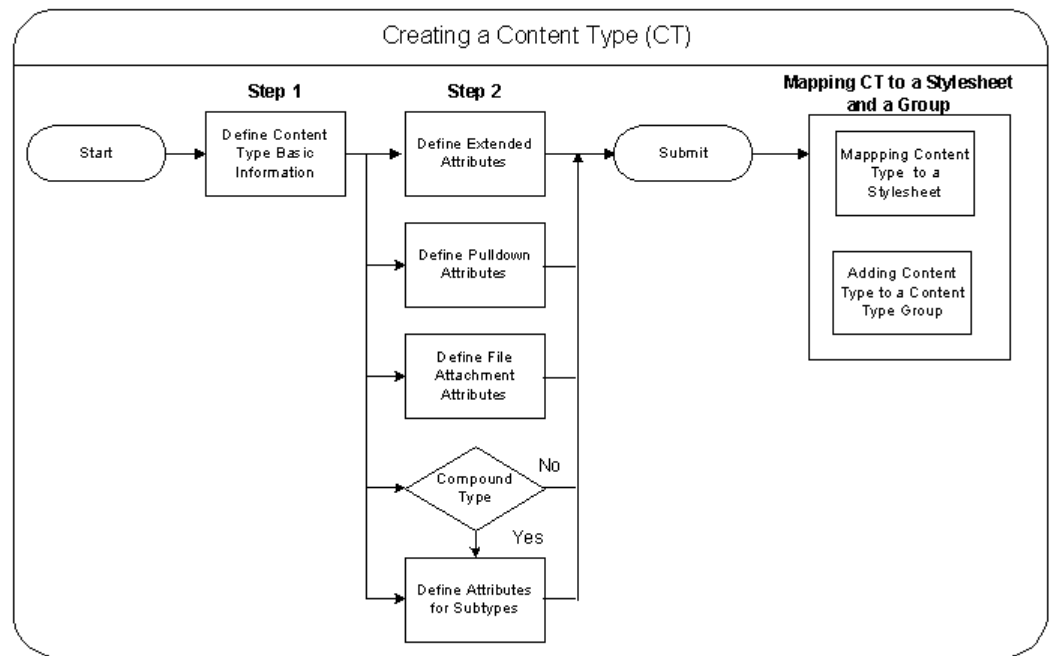 Creating a Content Type (CT)
Step 1
Step 2
Mapping CT to a Stylesheet
and a Group
Start
Define Content
Type Basic
Information
Define Extended
Attributes
Submit
Mappping Content
Type to a
Stylesheet
Define Pulldown
Attributes
Adding Content
Type to a Content
Type Group
Define File
Attachment
Attributes
Compound
Type
No
Yes
Define Attributes
for Subtypes